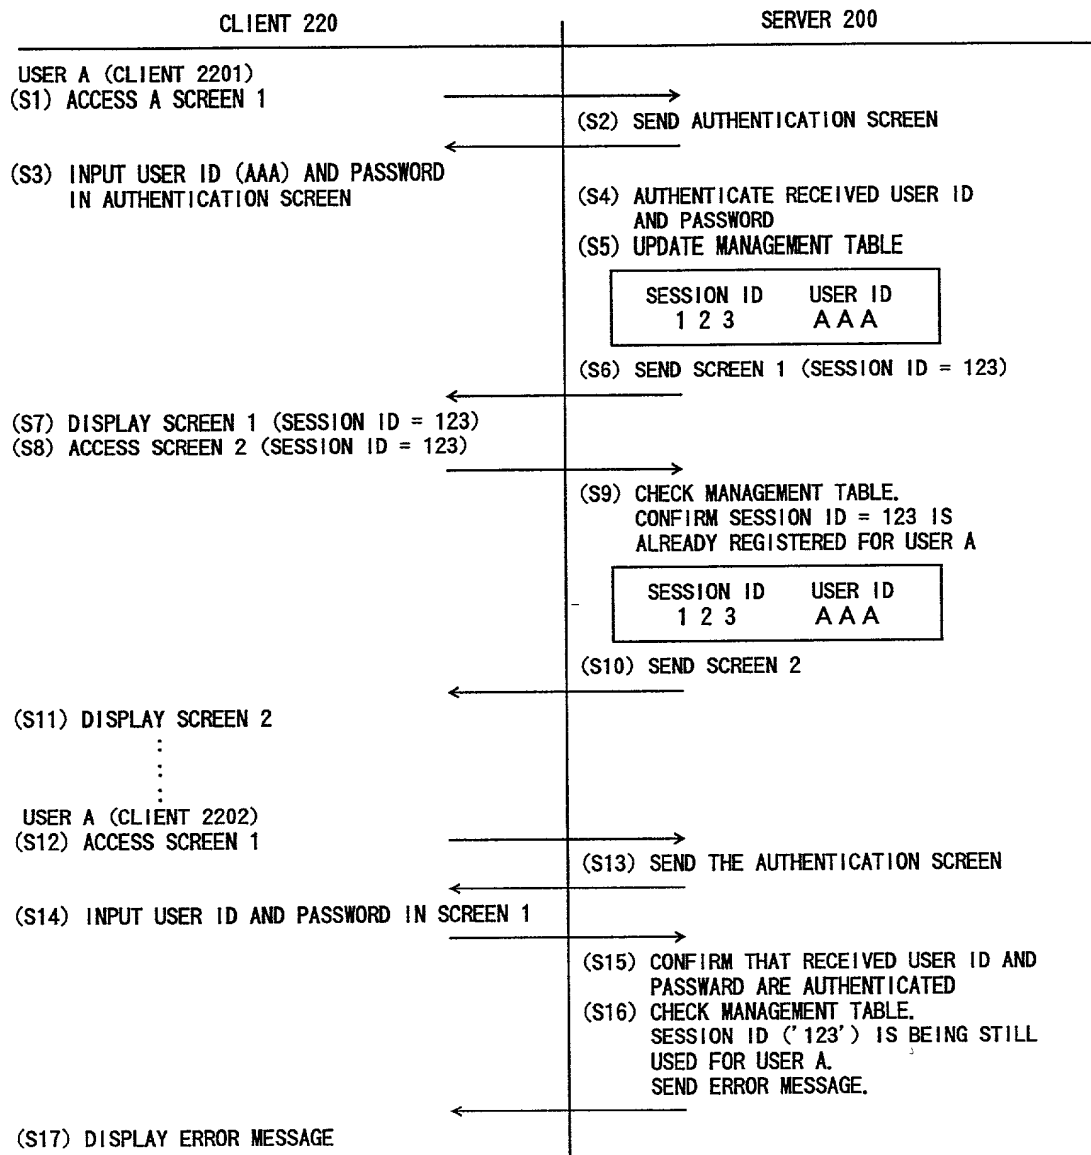 CLIENT 220
SERVER 200
USER A (CLIENT 2201)
(S1) ACCESS A SCREEN 1
(S2) SEND AUTHENTICATION SCREEN
(S3) INPUT USER ID (AAA) AND PASSWORD
IN AUTHENTICATION SCREEN
(S4) AUTHENTICATE RECEIVED USER ID
AND PASSWORD
(S5) UPDATE MANAGEMENT TABLE
SESSION ID USER ID
1 2 3 A A A
(S6) SEND SCREEN 1 (SESSION ID = 123)
(S7) DISPLAY SCREEN 1 (SESSION ID = 123)
(S8) ACCESS SCREEN 2 (SESSION ID = 123)
(S9) CHECK MANAGEMENT TABLE.
CONFIRM SESSION ID = 123 IS
ALREADY REGISTERED FOR USER A
SESSION ID USER ID
1 2 3 A A A
(S10) SEND SCREEN 2
(S11) DISPLAY SCREEN 2
USER A (CLIENT 2202)
(S12) ACCESS SCREEN 1
(S13) SEND THE AUTHENTICATION SCREEN
(S14) INPUT USER ID AND PASSWORD IN SCREEN 1
(S15) CONFIRM THAT RECEIVED USER ID AND
PASSWARD ARE AUTHENTICATED
(S16) CHECK MANAGEMENT TABLE.
SESSION ID ('123') IS BEING STILL
USED FOR USER A.
SEND ERROR MESSAGE.
(S17) DISPLAY ERROR MESSAGE